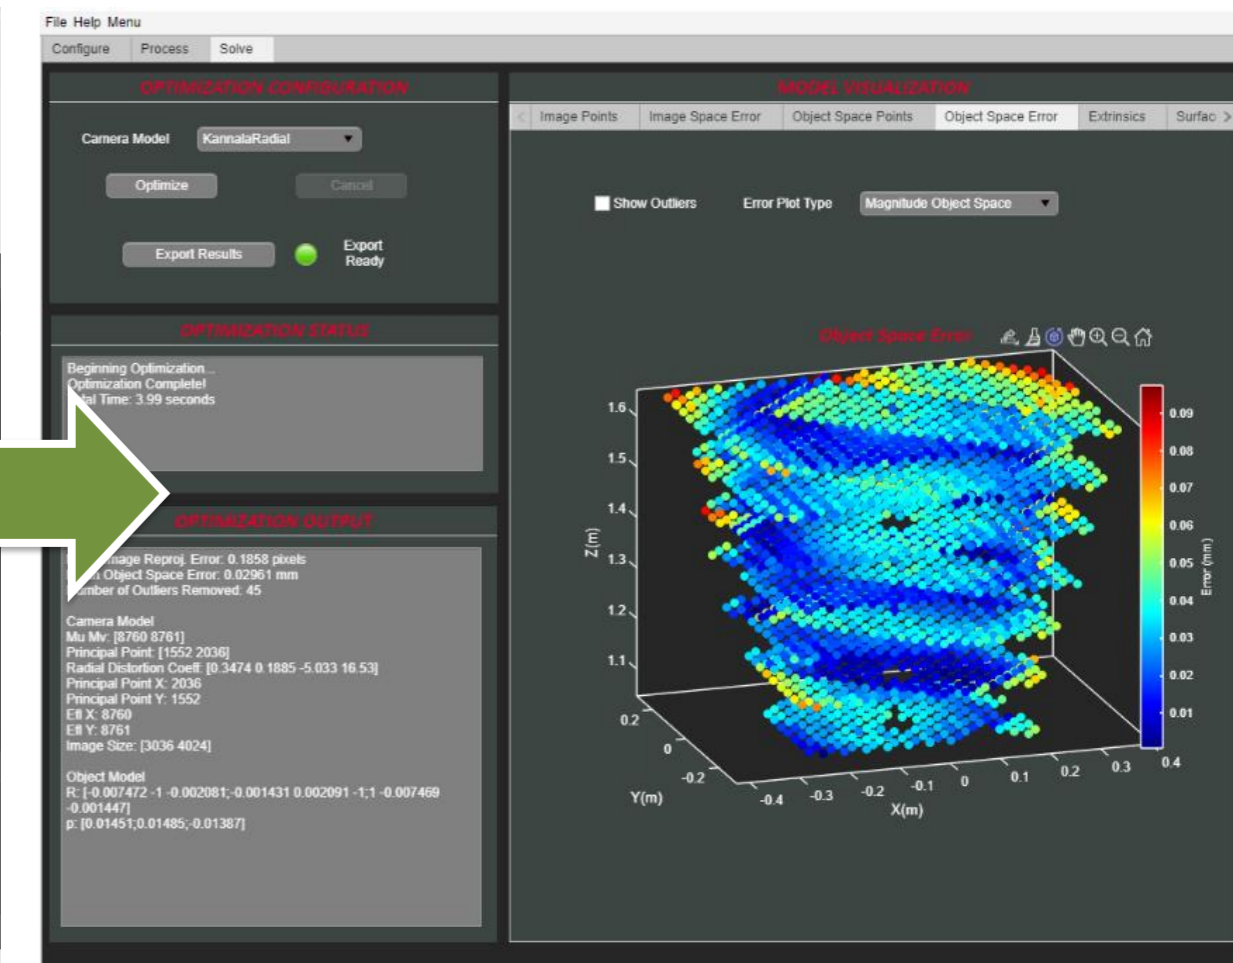 File Help Menu
Configure Process Solve
OPTIMIZATION CONFIGURATION
Camera Model KannalaRadial
Optimize Cancel
Export Results Export
Ready
OPTIMIZATION STATUS
Beginning Optimization...
Optimization Complete!
Time: 3.99 seconds
OPTIMIZATION OUTPUT
Reproj. Error: 0.1858 pixels
Object Space Error: 0.02961 mm
of Outliers Removed: 45
Camera Model
Mu Mv: [8760 8761]
Principal Point: [1552 2036]
Radial Distortion Coeff: [0.3474 0.1885 -5.033 16.53]
Principal Point X: 2036
Principal Point Y: 1552
Efl X: 8760
Efl Y: 8761
Image Size: [3036 4024]
Object Model
R: [-0.007472 -1 -0.002081;-0.001431 0.002091 -1;1 -0.007469
-0.001447]
p: [0.01451;0.01485;-0.01387]
MODEL VISUALIZATION
< Image Points Image Space Error Object Space Points Object Space Error Extrinsics Surfac >
Show Outliers Error Plot Type Magnitude Object Space
Object Space Error
1.6
1.5
1.4
1.3
1.2
1.1
Z(m)
0.2
0
-0.2
Y(m)
-0.4 -0.3 -0.2 -0.1 0 0.1 0.2 0.3 0.4
X(m)
0.09
0.08
0.07
0.06
0.05
0.04
0.03
0.02
0.01
Error (mm)